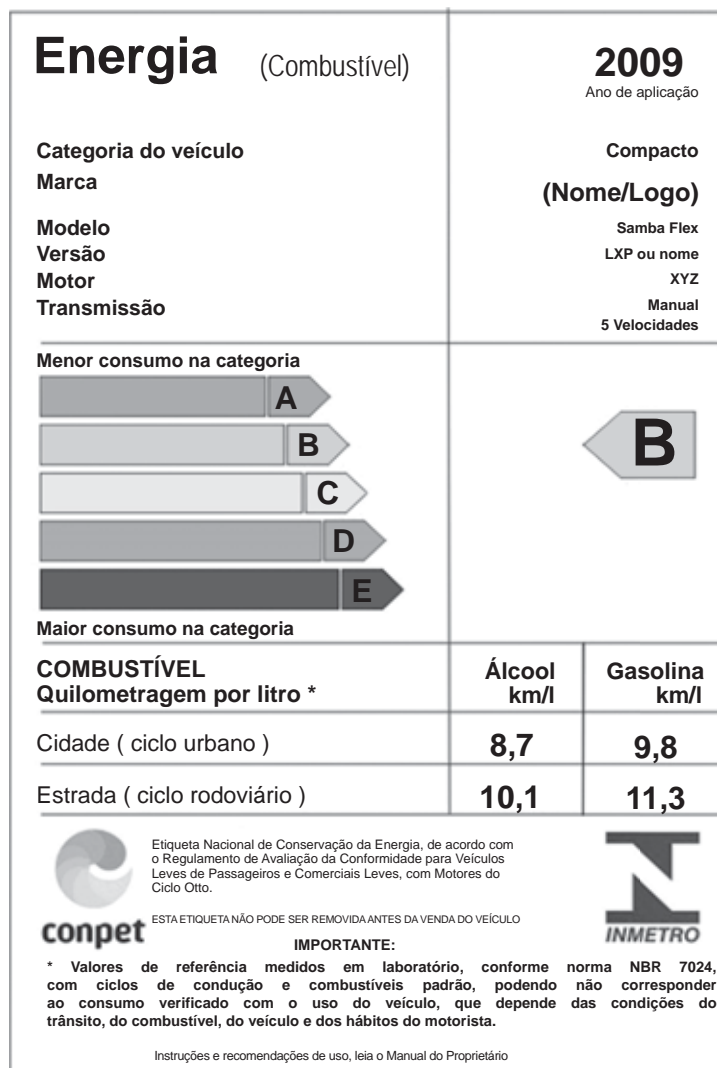 Energia (Combustível) 2009
Ano de aplicação
Categoria do veículo Compacto
Marca (Nome/Logo)
Modelo Samba Flex
Versão LXP ou nome
Motor XYZ
Transmissão Manual
5 Velocidades
Menor consumo na categoria
A
B B
C
D
E
Maior consumo na categoria
COMBUSTÍVEL Álcool Gasolina
Quilometragem por litro * km/l km/l
Cidade ( ciclo urbano ) 8,7 9,8
Estrada ( ciclo rodoviário ) 10,1 11,3
Etiqueta Nacional de Conservação da Energia, de acordo com
o Regulamento de Avaliação da Conformidade para Veículos
Leves de Passageiros e Comerciais Leves, com Motores do
Ciclo Otto.
ESTA ETIQUETA NÃO PODE SER REMOVIDA ANTES DA VENDA DO VEÍCULO
conpet INMETRO
IMPORTANTE:
* Valores de referência medidos em laboratório, conforme norma NBR 7024,
com ciclos de condução e combustíveis padrão, podendo não corresponder
ao consumo verificado com o uso do veículo, que depende das condições do
trânsito, do combustível, do veículo e dos hábitos do motorista.
Instruções e recomendações de uso, leia o Manual do Proprietário